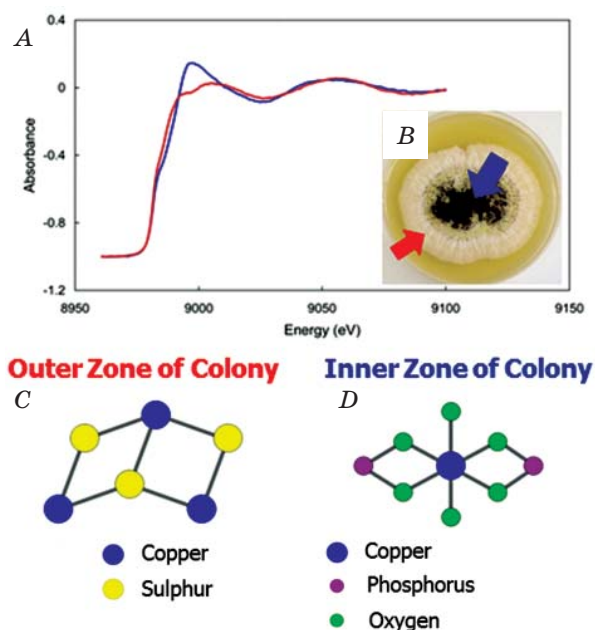 A
0.4
0
-0.4
-0.8
-1.2
Absorbance
8950 9000 9050 9100 9150
Energy (eV)
B
Outer Zone of Colony
Inner Zone of Colony
C
D
Copper
Sulphur
Copper
Phosphorus
Oxygen